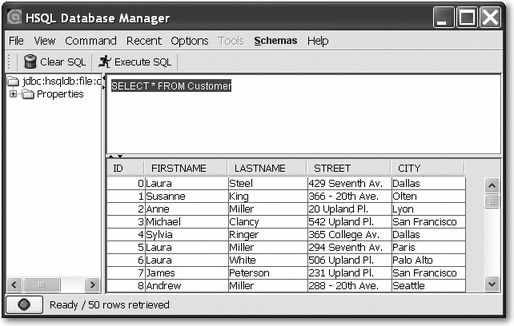 HSQL Database Manager
File View Command Recent Options Tools Schemas Help
Clear SQL Execute SQL
jdbc:hsqldb:file:c
Properties
SELECT * FROM Customer
ID FIRSTNAME LASTNAME STREET CITY
0 Laura Steel 429 Seventh Av. Dallas
1 Susanne King 366 - 20th Ave. Olten
2 Anne Miller 20 Upland Pl. Lyon
3 Michael Clancy 542 Upland Pl. San Francisco
4 Sylvia Ringer 365 College Av. Dallas
5 Laura Miller 294 Seventh Av. Paris
6 Laura White 506 Upland Pl. Palo Alto
7 James Peterson 231 Upland Pl. San Francisco
8 Andrew Miller 288 - 20th Ave. Seattle
Ready / 50 rows retrieved